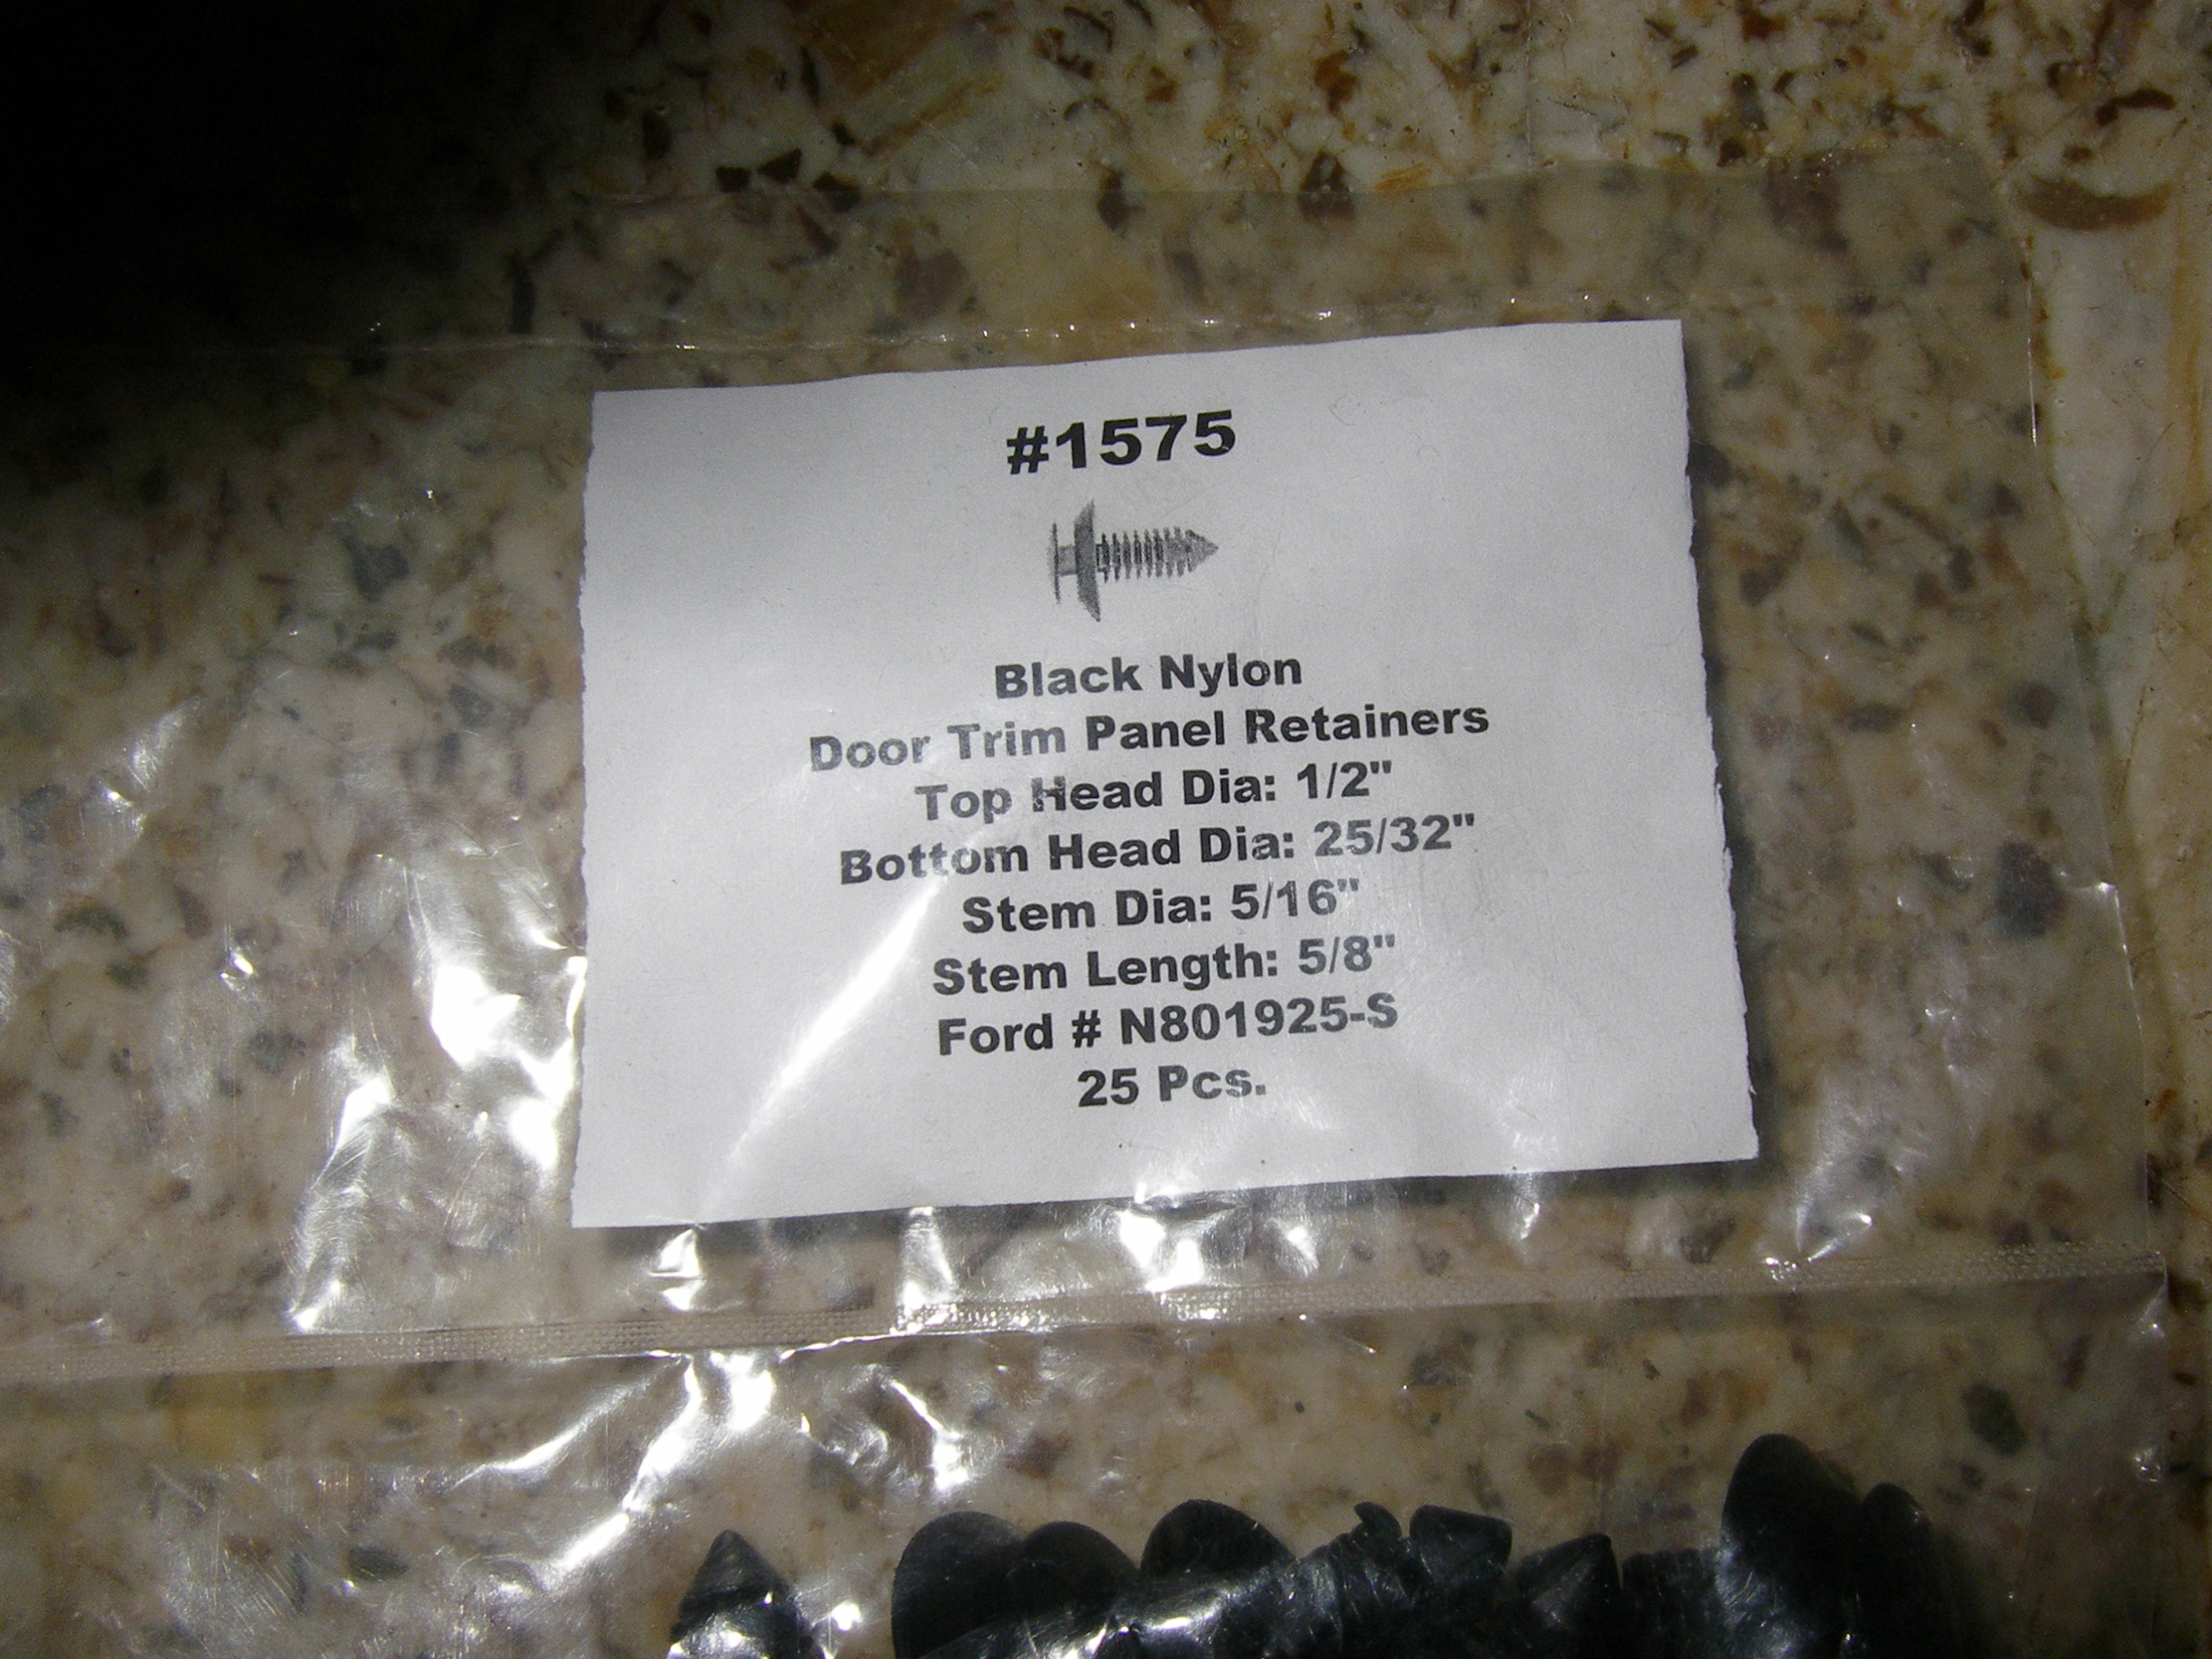 #1575
Black Nylon
Door Trim Panel Retainers
Top Head Dia: 1/2"
Bottom Head Dia: 25/32"
Stem Dia: 5/16"
Stem Length: 5/8"
Ford # N801925-S
25 Pcs.